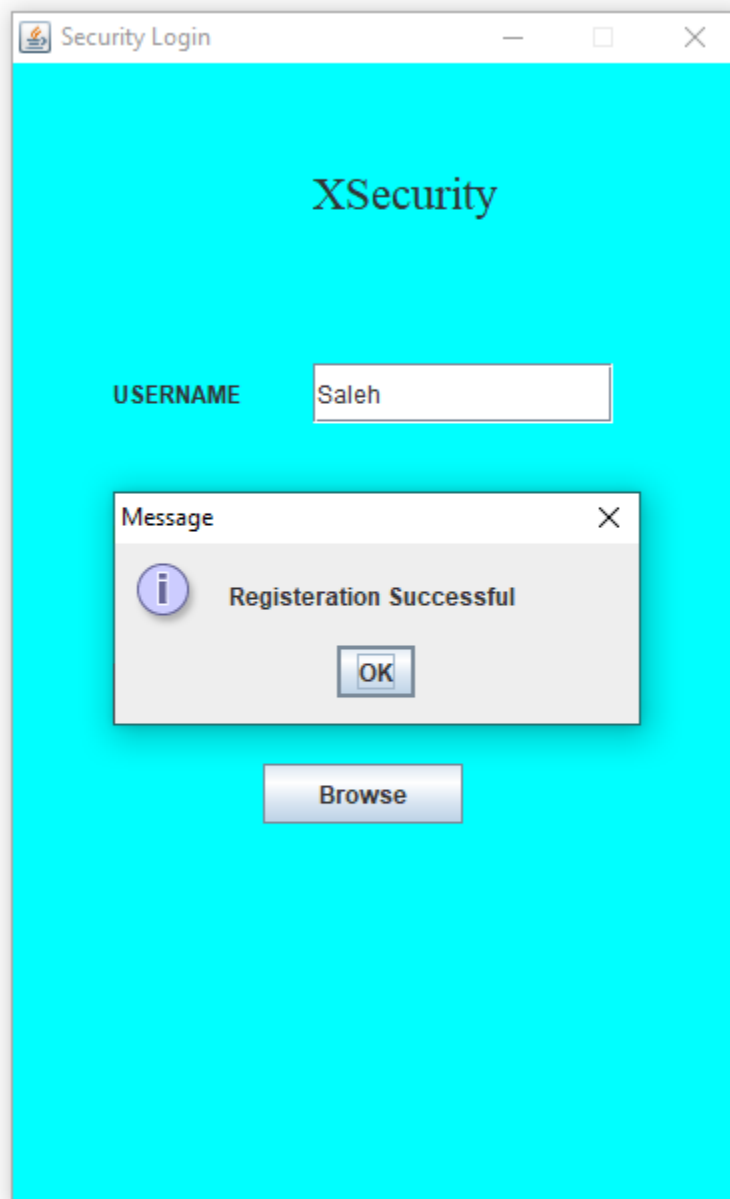 Security Login
XSecurity
USERNAME
Saleh
Message
i
Registeration Successful
OK
Browse